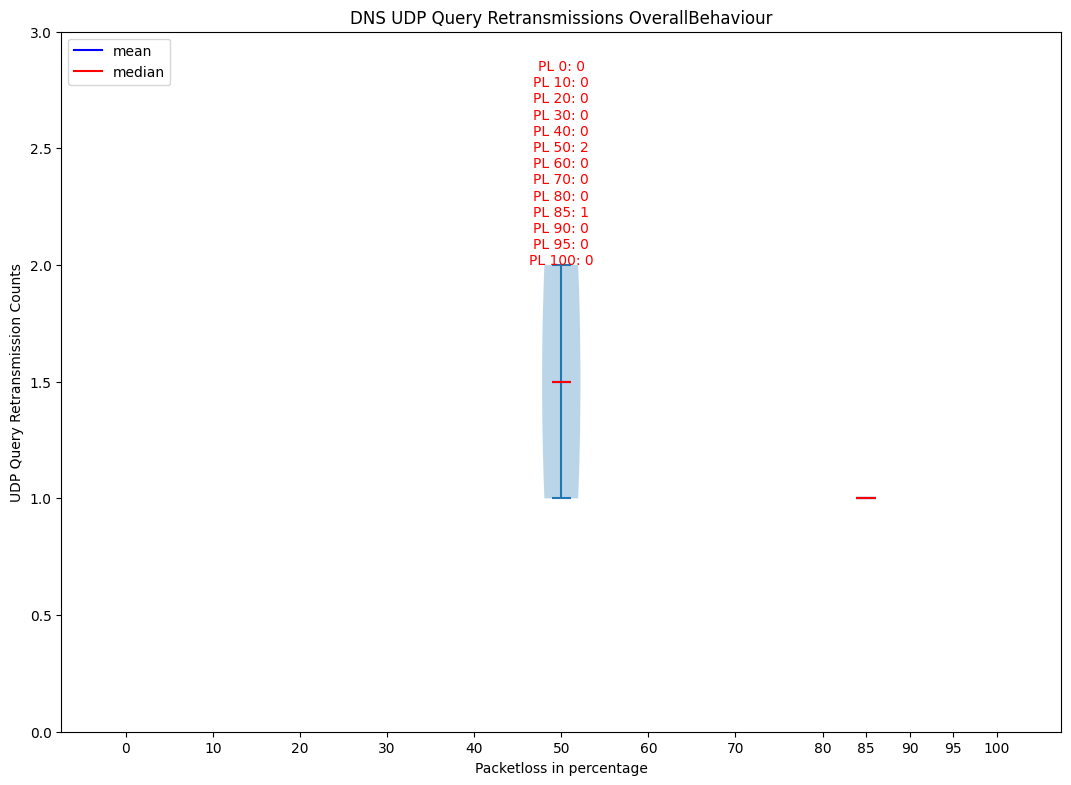 DNS UDP Query Retransmissions OverallBehaviour
mean
median
PL 0: 0
PL 10: 0
PL 20: 0
PL 30: 0
PL 40: 0
PL 50: 2
PL 60: 0
PL 70: 0
PL 80: 0
PL 85: 1
PL 90: 0
PL 95: 0
PL 100: 0
UDP Query Retransmission Counts
3.0
2.5
2.0
1.5
1.0
0.5
0.0
0 10 20 30 40 50 60 70 80 85 90 95 100
Packetloss in percentage